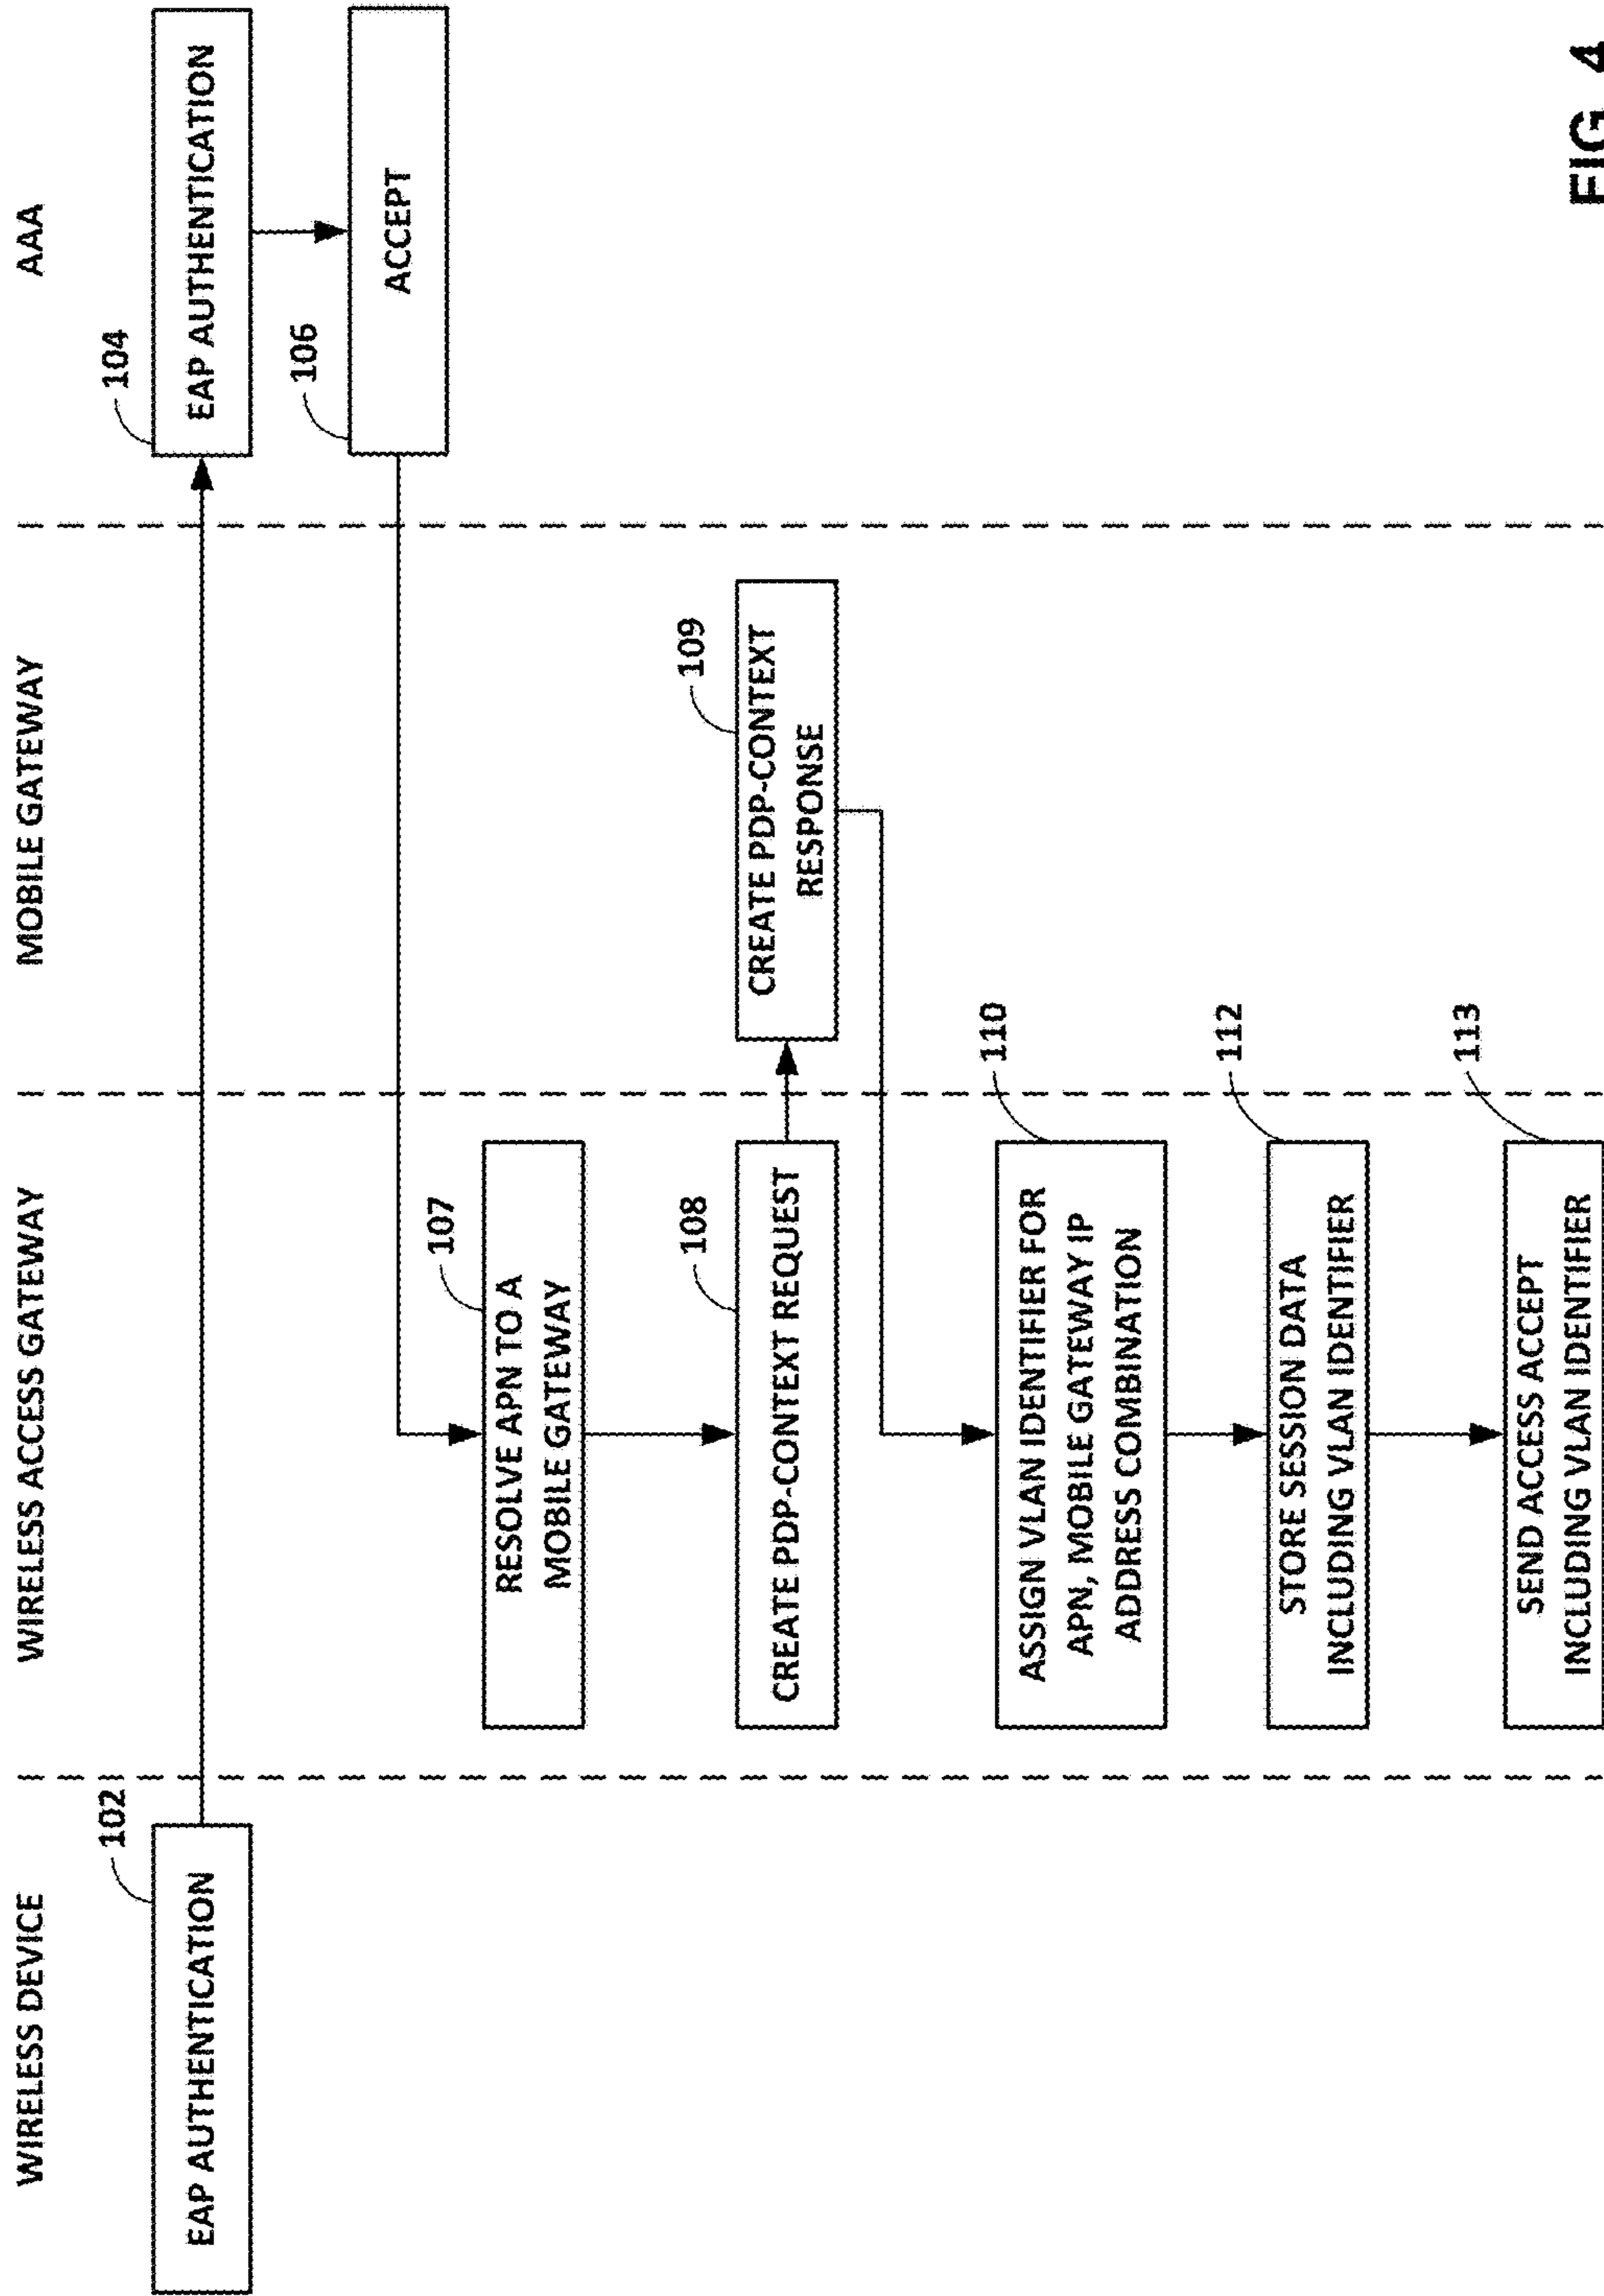 WIRELESS DEVICE
WIRELESS ACCESS GATEWAY
MOBILE GATEWAY
AAA
102
EAP AUTHENTICATION
104
EAP AUTHENTICATION
106
ACCEPT
107
RESOLVE APN TO A
MOBILE GATEWAY
108
CREATE PDP-CONTEXT REQUEST
109
CREATE PDP-CONTEXT
RESPONSE
110
ASSIGN VLAN IDENTIFIER FOR
APN, MOBILE GATEWAY IP
ADDRESS COMBINATION
112
STORE SESSION DATA
INCLUDING VLAN IDENTIFIER
113
SEND ACCESS ACCEPT
INCLUDING VLAN IDENTIFIER
FIG. 4